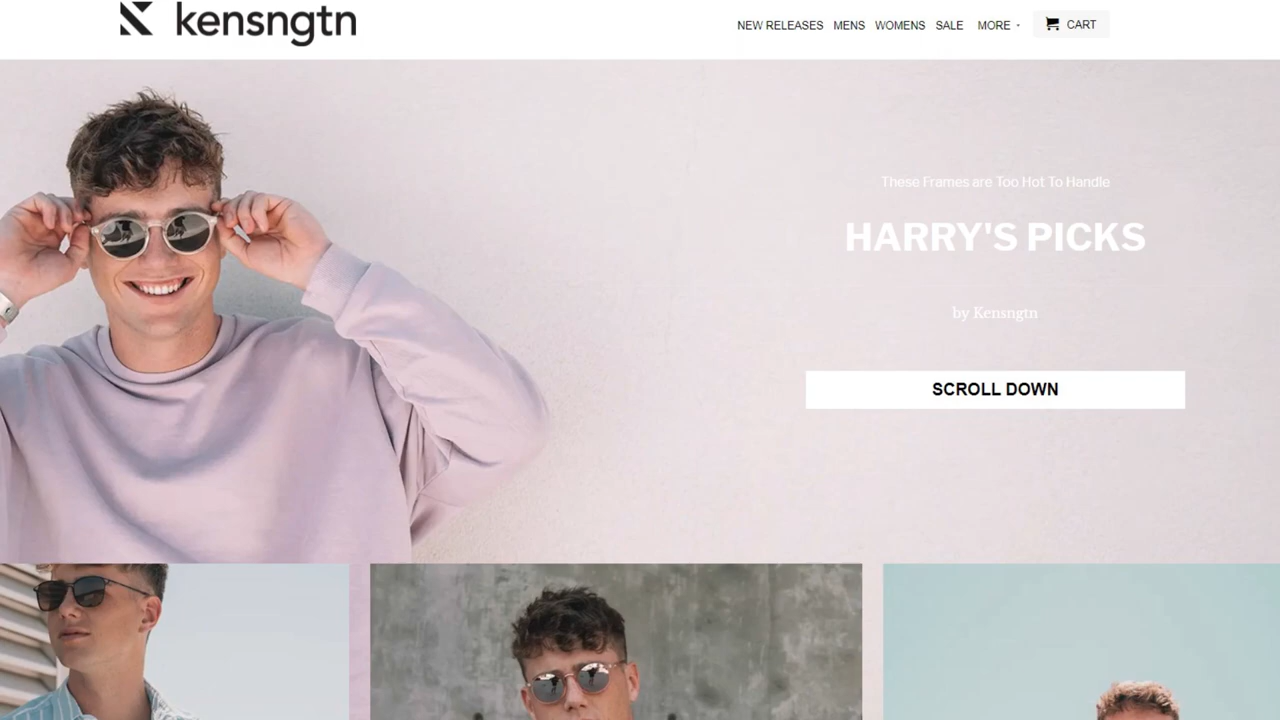 kensngtn
NEW RELEASES MENS WOMENS SALE MORE CART
These Frames are Too Hot To Handle
HARRY'S PICKS
by Kensngtn
SCROLL DOWN